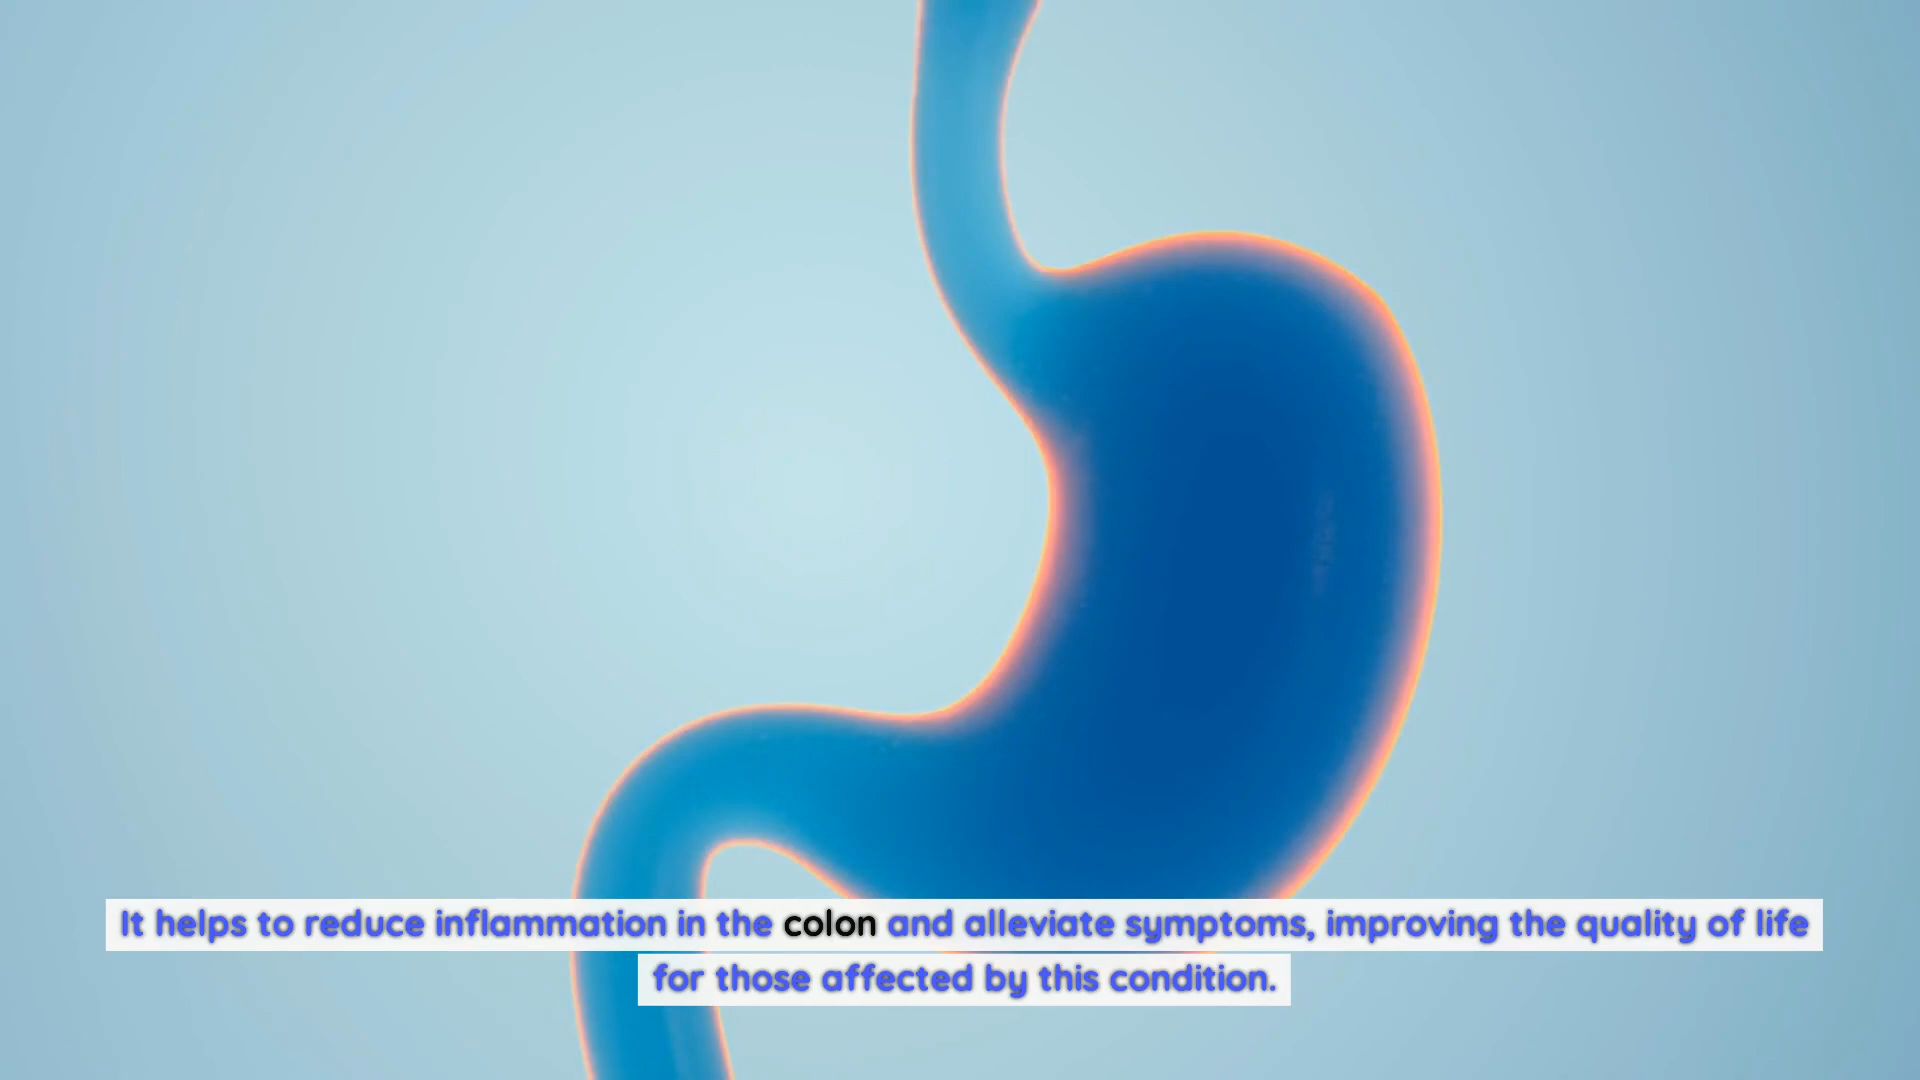 It helps to reduce inflammation in the colon and alleviate symptoms, improving the quality of life
for those affected by this condition.